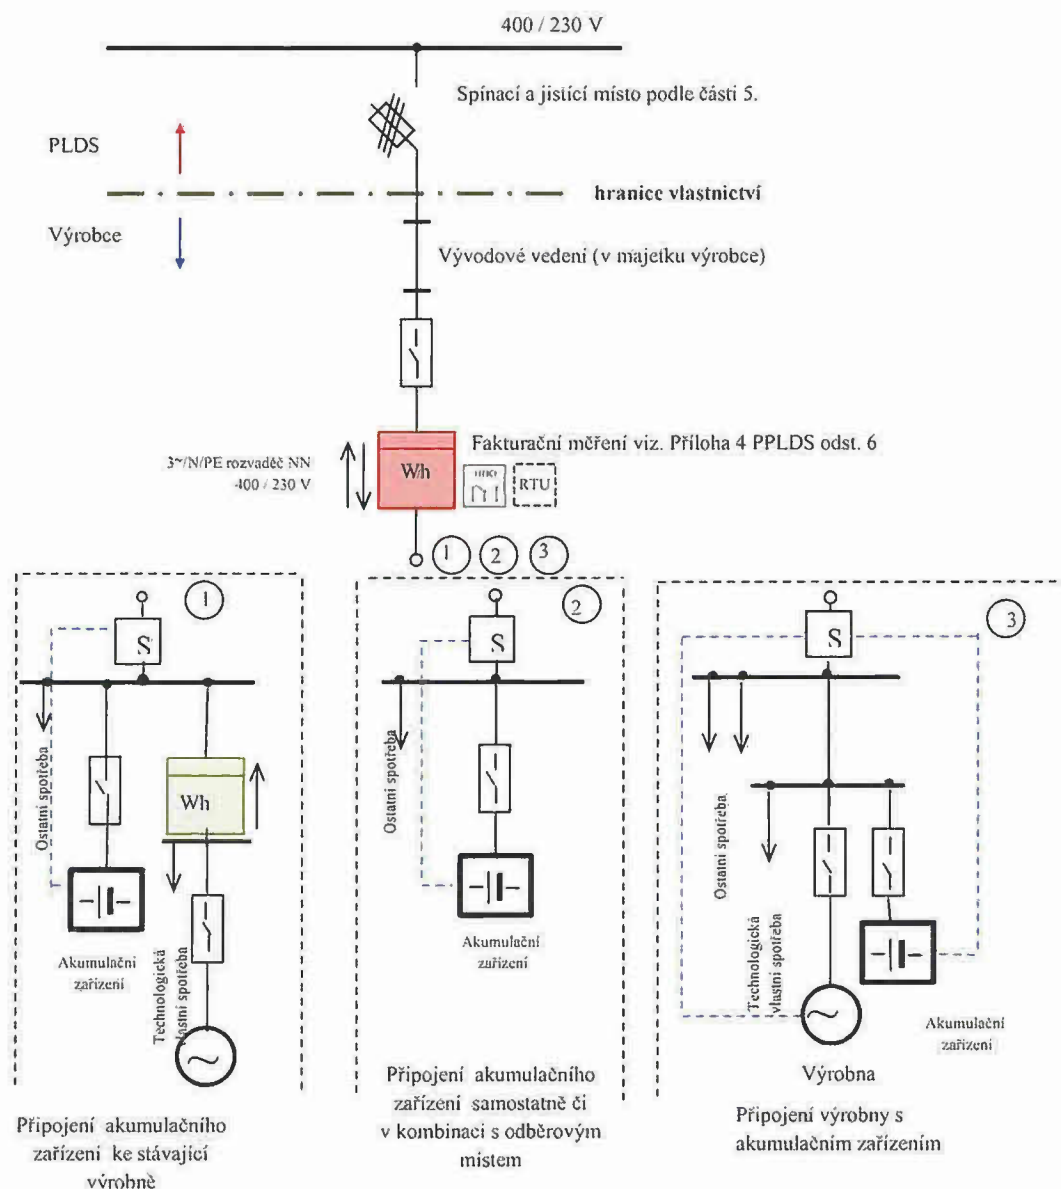 400 / 230 V
Spínací a jistící místo podle části 5.
PLDS
hranice vlastnictví
Výrobce
Vývodové vedení (v majetku výrobce)
Fakturační měření viz. Příloha 4 PPLDS odst. 6
3~/N/PE rozvaděč NN
400 / 230 V
Wh
RTU
1
2
3
1
S
Ostatní spotřeba
Wh
Akumulační
zařízení
Technologická
vlastní spotřeba
Připojení akumulačního
zařízení ke stávající
výrobně
2
S
Ostatní spotřeba
Akumulační
zařízení
Připojení akumulačního
zařízení samostatně či
v kombinaci s odběrovým
místem
3
S
Ostatní spotřeba
Technologická
vlastní spotřeba
Akumulační
zařízení
Výrobna
Připojení výrobny s
akumulačním zařízením